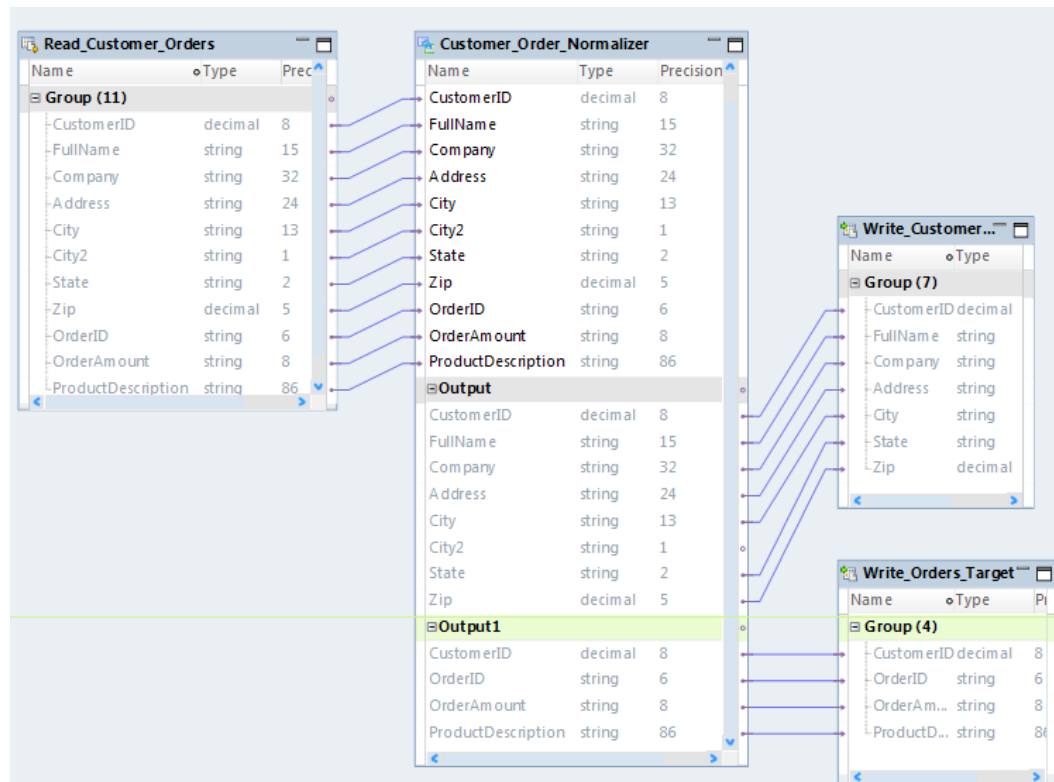 Read_Customer_Orders
Name Type Prec
Group (11)
CustomerID decimal 8
FullName string 15
Company string 32
Address string 24
City string 13
City2 string 1
State string 2
Zip decimal 5
OrderID string 6
OrderAmount string 8
ProductDescription string 86
Customer_Order_Normalizer
Name Type Precision
CustomerID decimal 8
FullName string 15
Company string 32
Address string 24
City string 13
City2 string 1
State string 2
Zip decimal 5
OrderID string 6
OrderAmount string 8
ProductDescription string 86
Output
CustomerID decimal 8
FullName string 15
Company string 32
Address string 24
City string 13
City2 string 1
State string 2
Zip decimal 5
Output1
CustomerID decimal 8
OrderID string 6
OrderAmount string 8
ProductDescription string 86
Write_Customer...
Name Type
Group (7)
CustomerID decimal
FullName string
Company string
Address string
City string
State string
Zip decimal
Write_Orders_Target
Name Type Pr
Group (4)
CustomerID decimal 8
OrderID string 6
OrderAm... string 8
ProductD... string 86